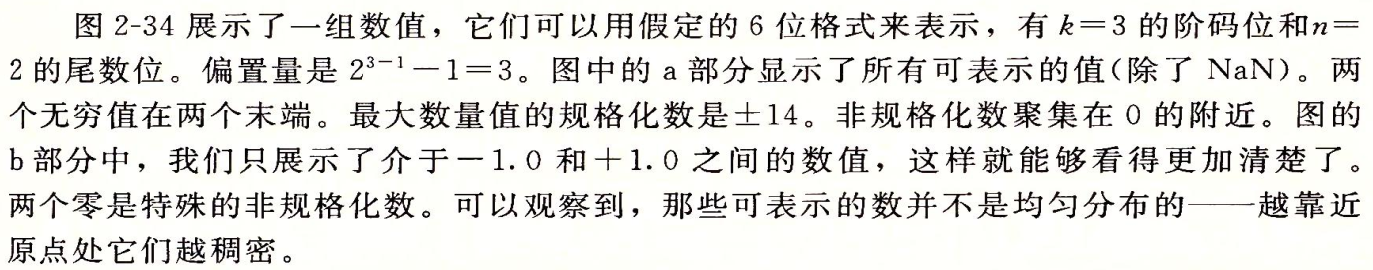 图 2-34 展示了一组数值，它们可以用假定的 6 位格式来表示，有 k＝3 的阶码位和n＝
2 的尾数位。偏置量是 2³⁻¹－1＝3。图中的 a 部分显示了所有可表示的值(除了 NaN)。两
个无穷值在两个末端。最大数量值的规格化数是±14。非规格化数聚集在 0 的附近。图的
b 部分中，我们只展示了介于－1.0 和＋1.0 之间的数值，这样就能够看得更加清楚了。
两个零是特殊的非规格化数。可以观察到，那些可表示的数并不是均匀分布的——越靠近
原点处它们越稠密。